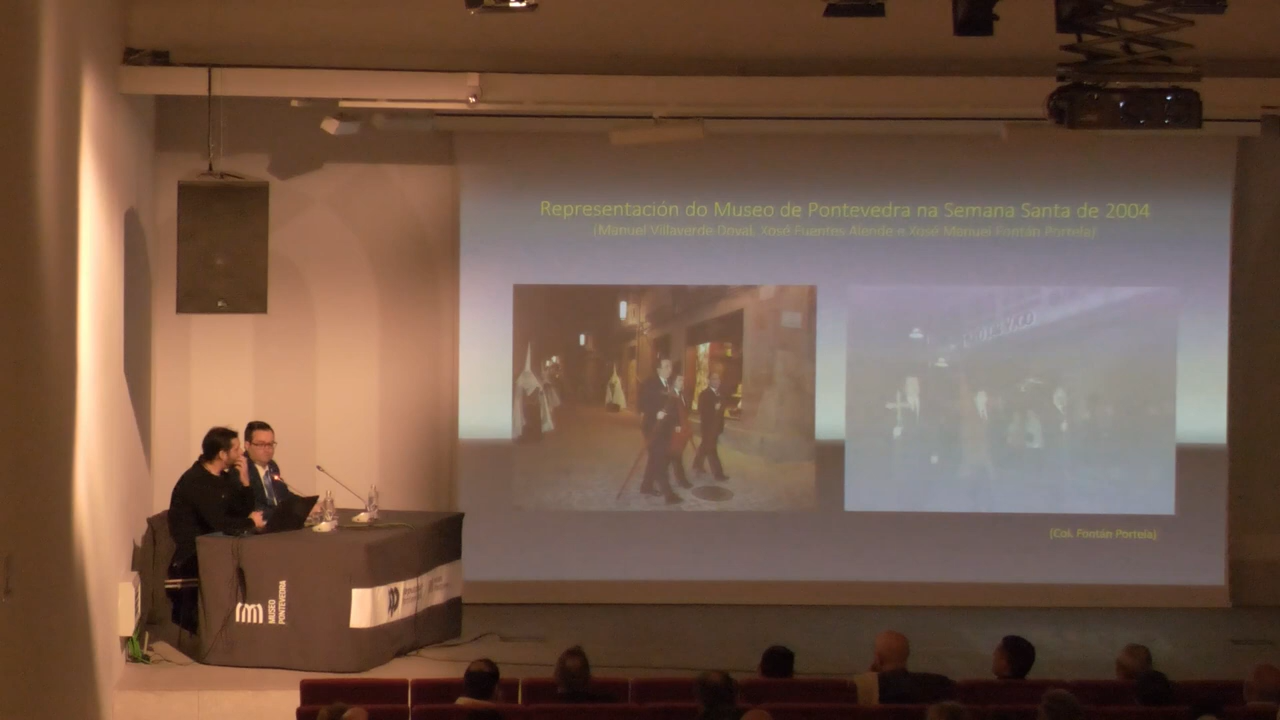 Representación do Museo de Pontevedra na Semana Santa de 2004
(Manuel Villaverde Doval, Xosé Fuentes Alende e Xosé Manuel Fontán Portela)
(Col. Fontán Portela)
MUSEO
PONTEVEDRA